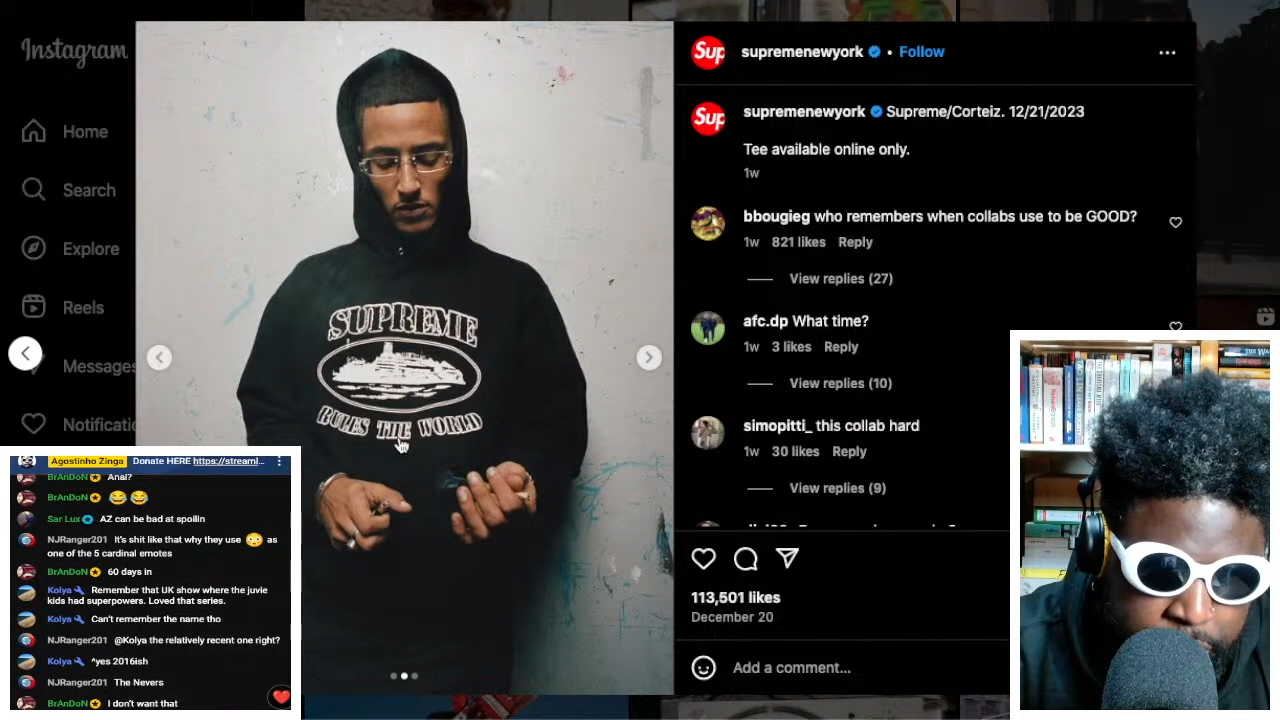 Instagram
Home
Search
Explore
Reels
Messages
Notificatio
SUPREME
RULES THE WORLD
Sup supremenewyork • Follow
Sup supremenewyork Supreme/Corteiz. 12/21/2023
Tee available online only.
1w
bbougieg who remembers when collabs use to be GOOD?
1w 821 likes Reply
View replies (27)
afc.dp What time?
1w 3 likes Reply
View replies (10)
simopitti_ this collab hard
1w 30 likes Reply
View replies (9)
113,501 likes
December 20
Add a comment...
Agostinho Zinga Donate HERE https://streaml...
BrAnDoN Anal?
BrAnDoN 😂😂
Sar Lux AZ can be bad at spoilin
NJRanger201 It's shit like that why they use 😳 as
one of the 5 cardinal emotes
BrAnDoN 60 days in
Kolya Remember that UK show where the juvie
kids had superpowers. Loved that series.
Kolya Can't remember the name tho
NJRanger201 @Kolya the relatively recent one right?
Kolya ^yes 2016ish
NJRanger201 The Nevers
BrAnDoN I don't want that